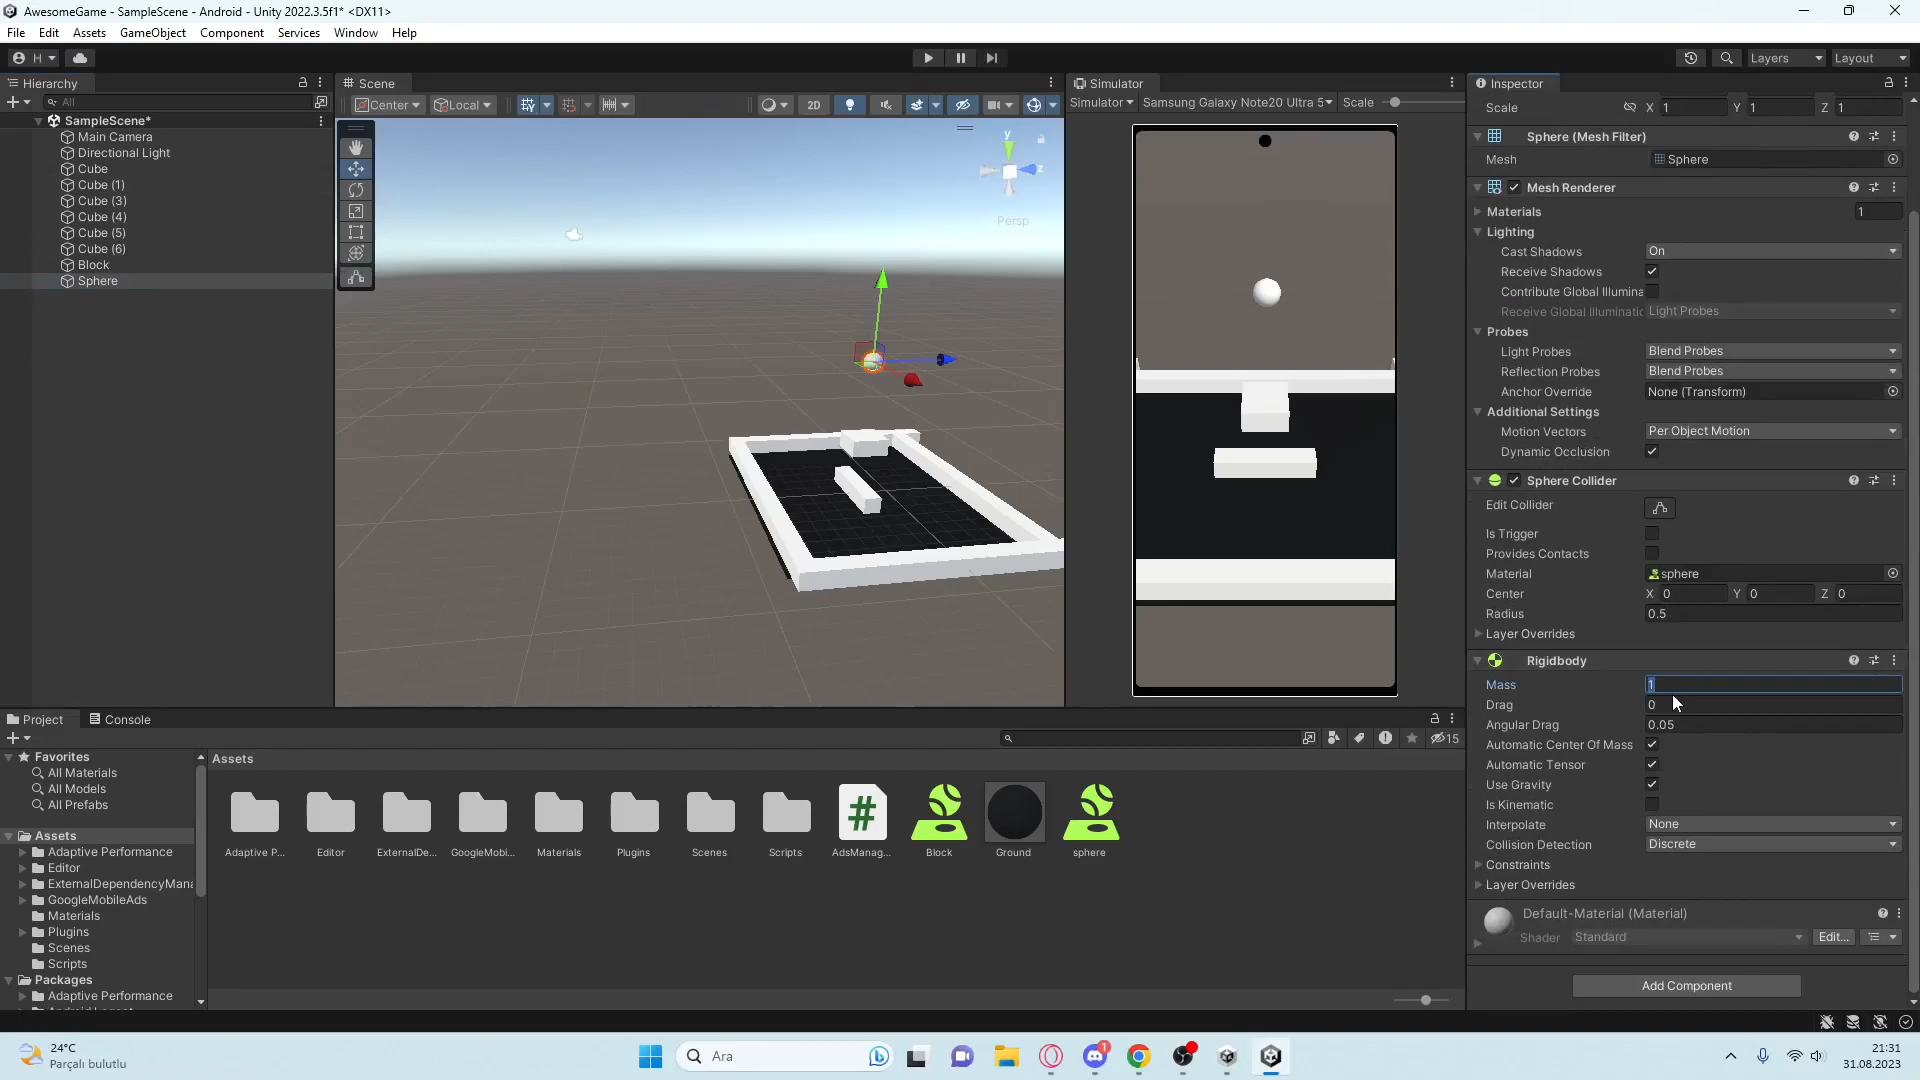 AwesomeGame - SampleScene - Android - Unity 2022.3.5f1* <DX11>
File Edit Assets GameObject Component Services Window Help
H
Layers
Layout
Hierarchy
All
SampleScene*
Main Camera
Directional Light
Cube
Cube (1)
Cube (3)
Cube (4)
Cube (5)
Cube (6)
Block
Sphere
Scene
Center
Local
2D
y
z
Persp
Simulator
Simulator Samsung Galaxy Note20 Ultra 5 Scale
Inspector
Scale X 1 Y 1 Z 1
Sphere (Mesh Filter)
Mesh Sphere
Mesh Renderer
Materials 1
Lighting
Cast Shadows On
Receive Shadows
Contribute Global Illumina
Receive Global Illuminatic Light Probes
Probes
Light Probes Blend Probes
Reflection Probes Blend Probes
Anchor Override None (Transform)
Additional Settings
Motion Vectors Per Object Motion
Dynamic Occlusion
Sphere Collider
Edit Collider
Is Trigger
Provides Contacts
Material sphere
Center X 0 Y 0 Z 0
Radius 0.5
Layer Overrides
Rigidbody
Mass 1
Drag 0
Angular Drag 0.05
Automatic Center Of Mass
Automatic Tensor
Use Gravity
Is Kinematic
Interpolate None
Collision Detection Discrete
Constraints
Layer Overrides
Default-Material (Material)
Shader Standard Edit...
Add Component
Project
Console
15
Favorites
All Materials
All Models
All Prefabs
Assets
Adaptive Performance
Editor
ExternalDependencyMana
GoogleMobileAds
Materials
Plugins
Scenes
Scripts
Packages
Adaptive Performance
Assets
Adaptive P... Editor ExternalDe... GoogleMobi... Materials Plugins Scenes Scripts AdsManag... Block Ground sphere
24°C
Parçalı bulutlu
Ara
1
21:31
31.08.2023